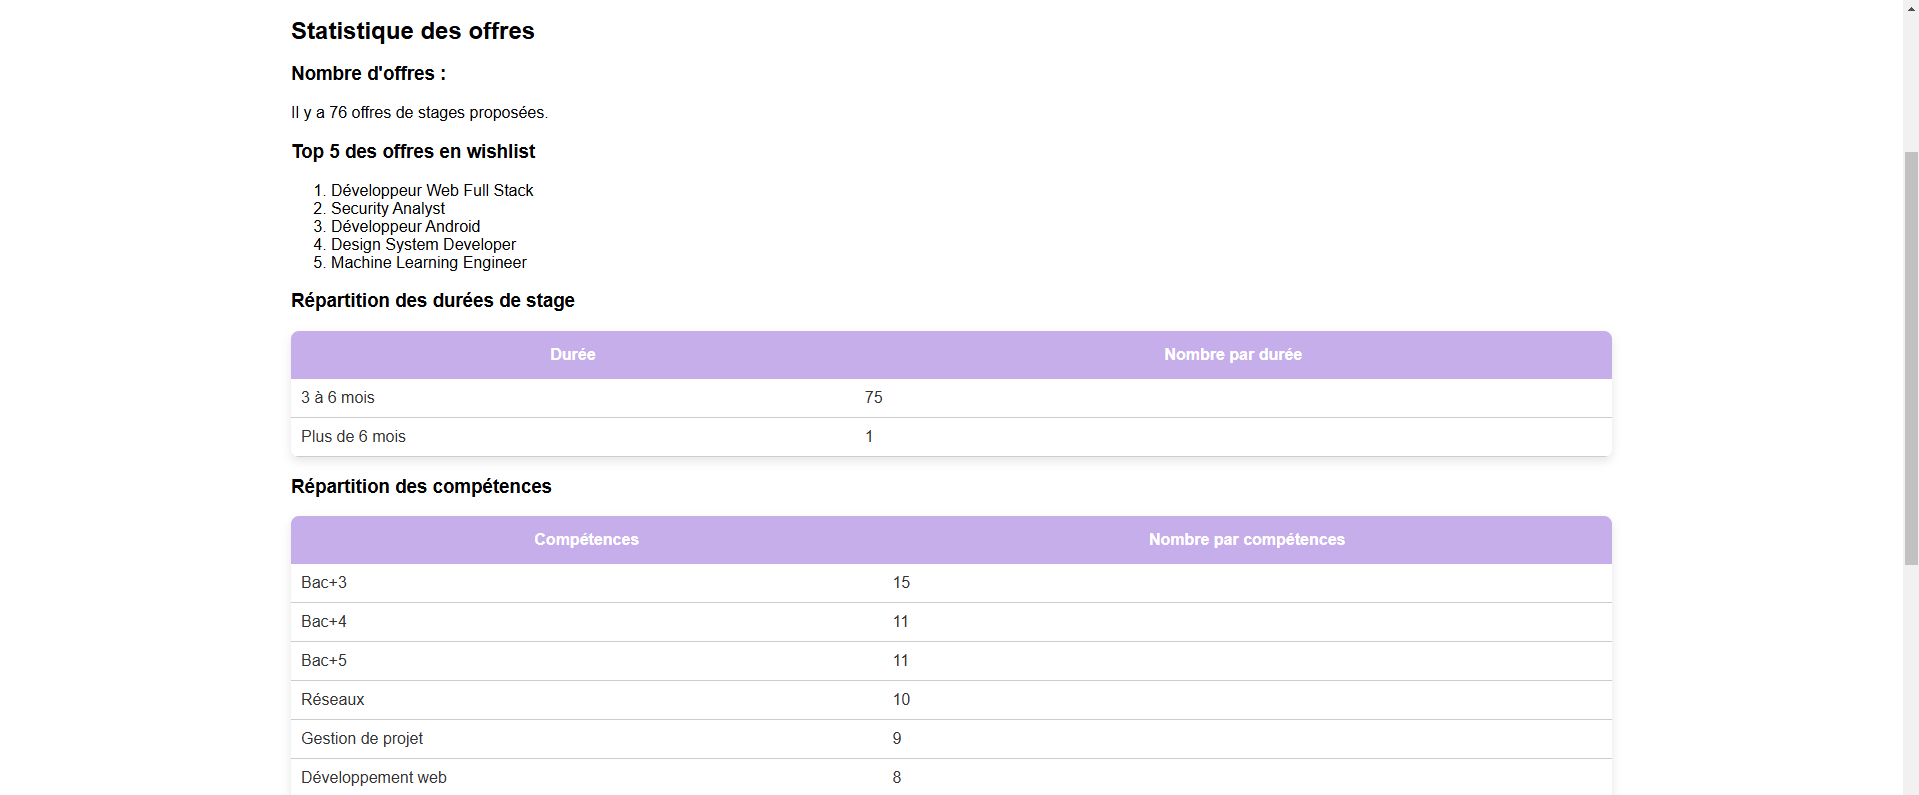 Statistique des offres
Nombre d'offres :
Il y a 76 offres de stages proposées.
Top 5 des offres en wishlist
1. Développeur Web Full Stack
2. Security Analyst
3. Développeur Android
4. Design System Developer
5. Machine Learning Engineer
Répartition des durées de stage
Durée Nombre par durée
3 à 6 mois 75
Plus de 6 mois 1
Répartition des compétences
Compétences Nombre par compétences
Bac+3 15
Bac+4 11
Bac+5 11
Réseaux 10
Gestion de projet 9
Développement web 8